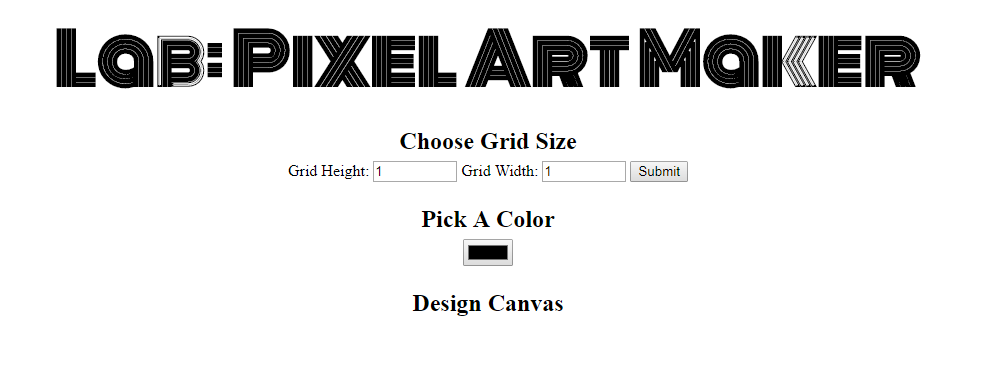 Lab: Pixel Art Maker
Choose Grid Size
Grid Height: 1 Grid Width: 1 Submit
Pick A Color
Design Canvas